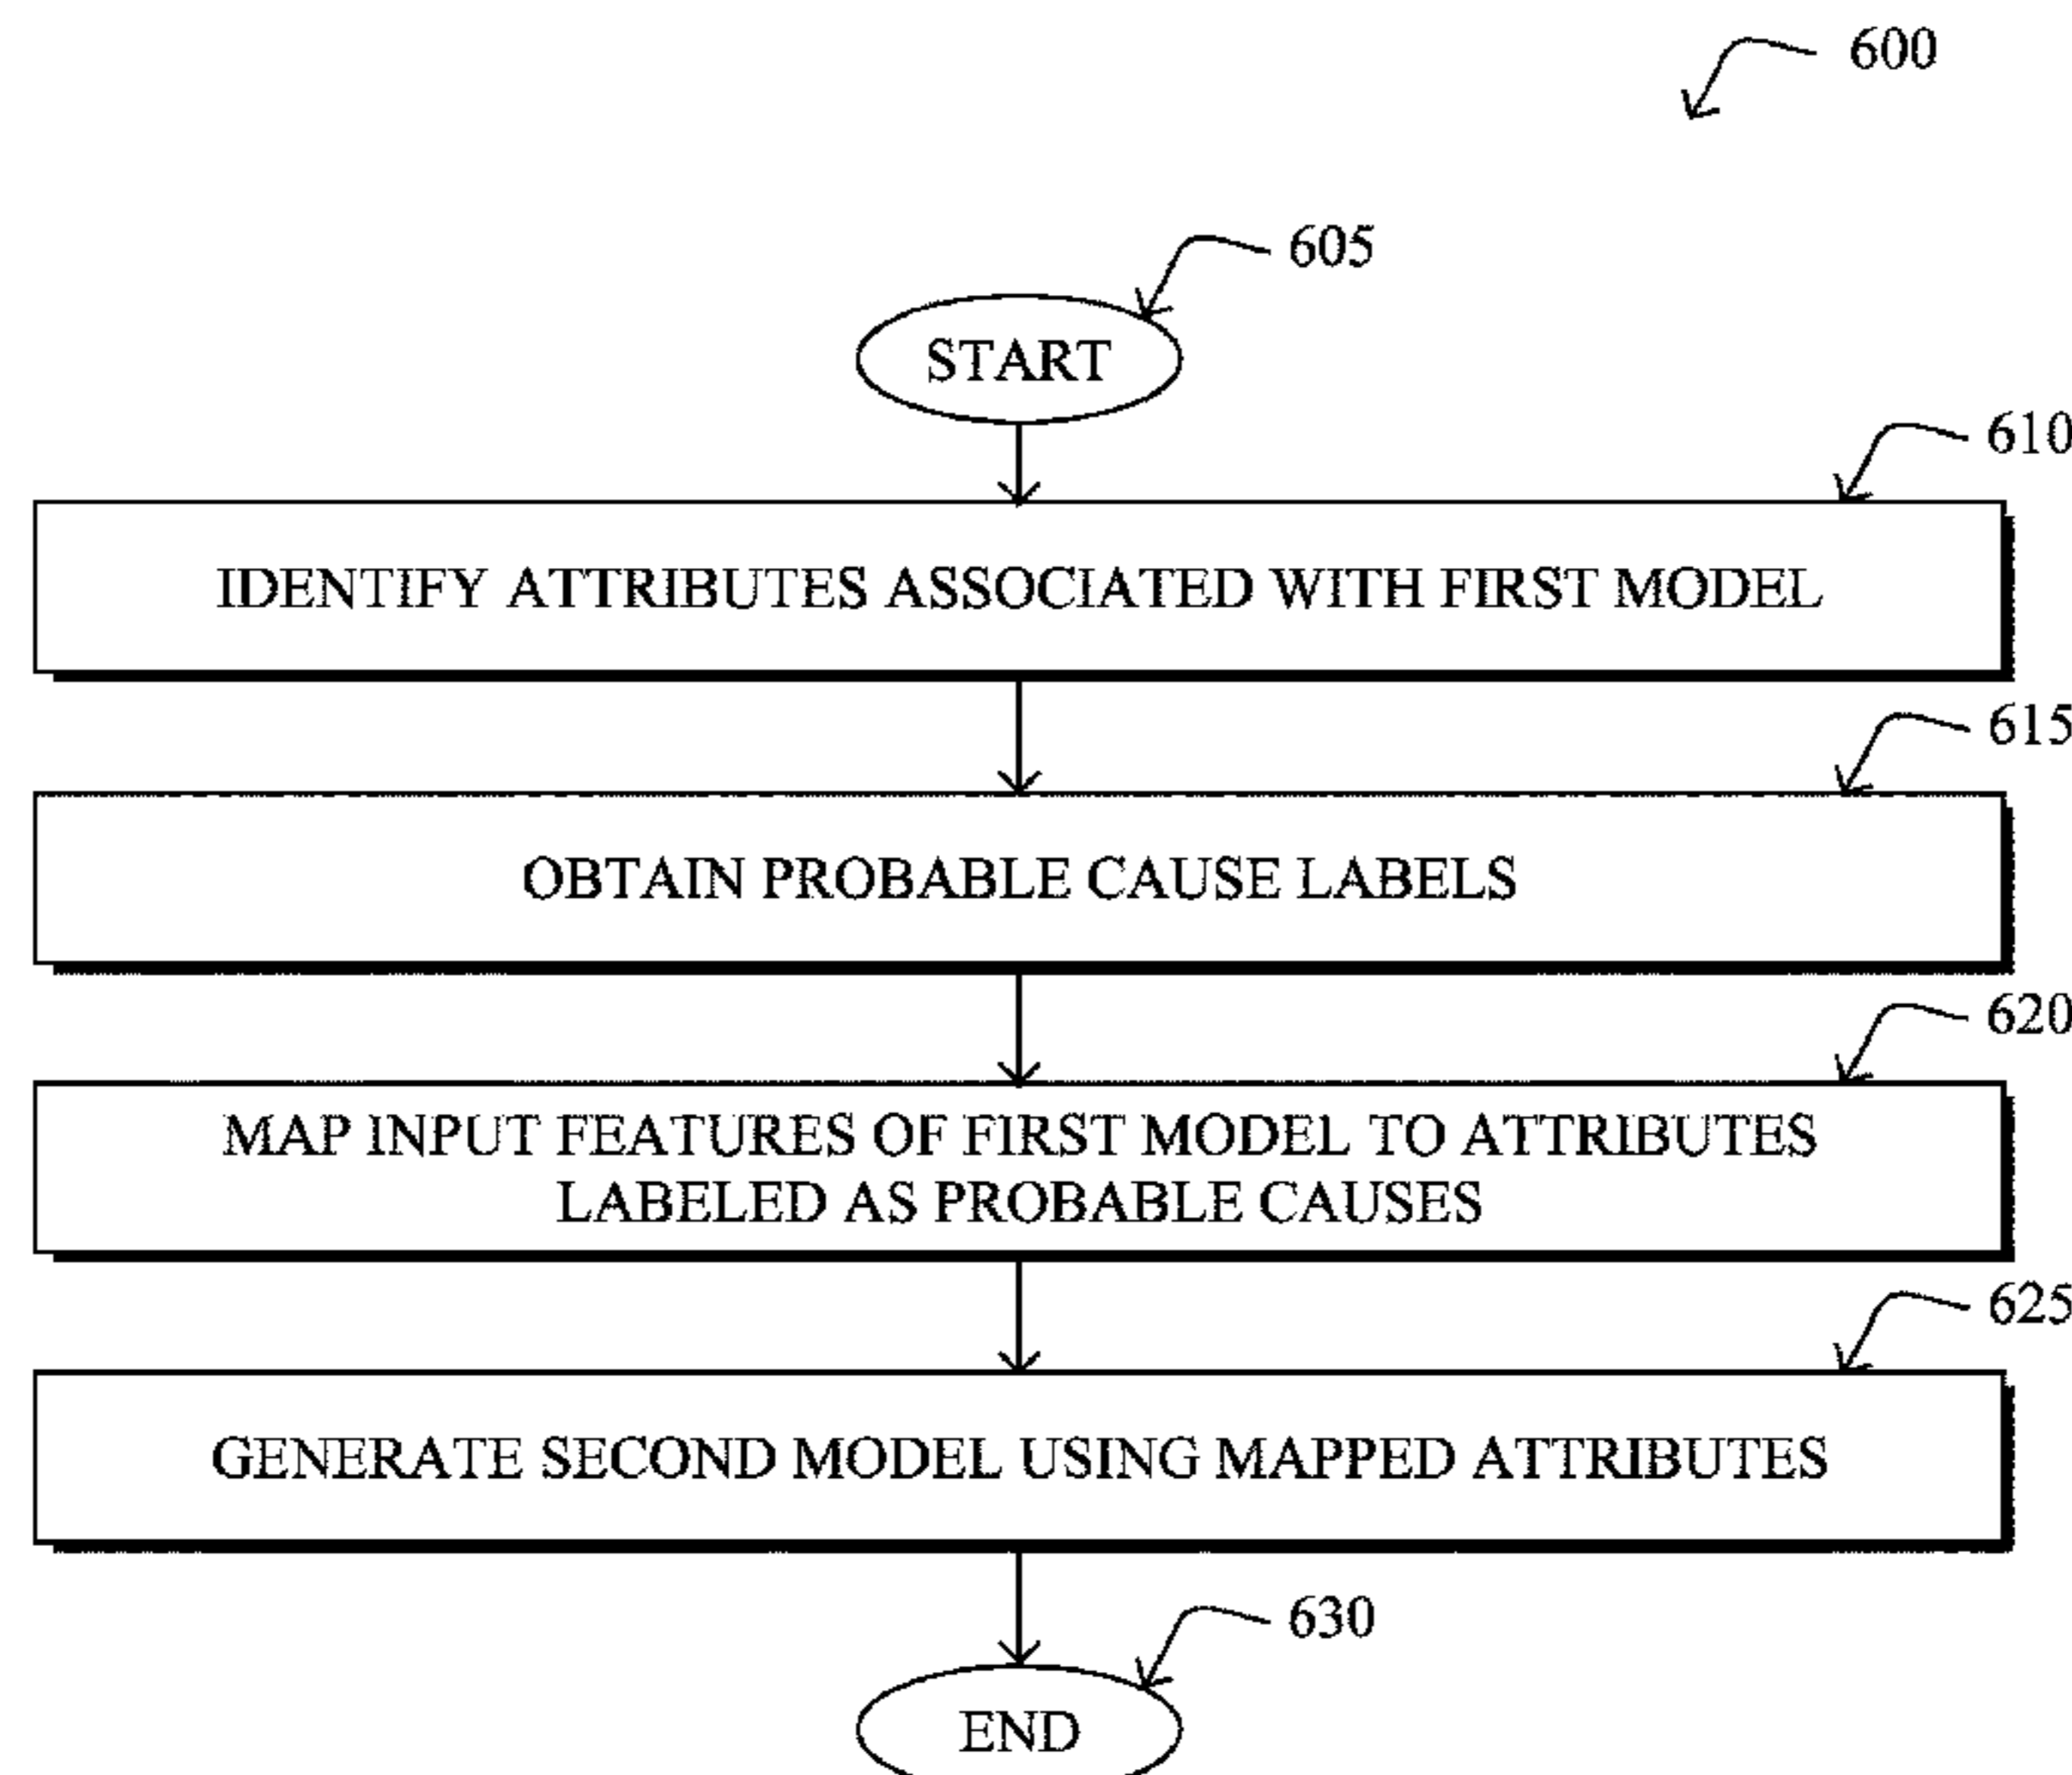 600
605
START
610
IDENTIFY ATTRIBUTES ASSOCIATED WITH FIRST MODEL
615
OBTAIN PROBABLE CAUSE LABELS
620
MAP INPUT FEATURES OF FIRST MODEL TO ATTRIBUTES
LABELED AS PROBABLE CAUSES
625
GENERATE SECOND MODEL USING MAPPED ATTRIBUTES
630
END